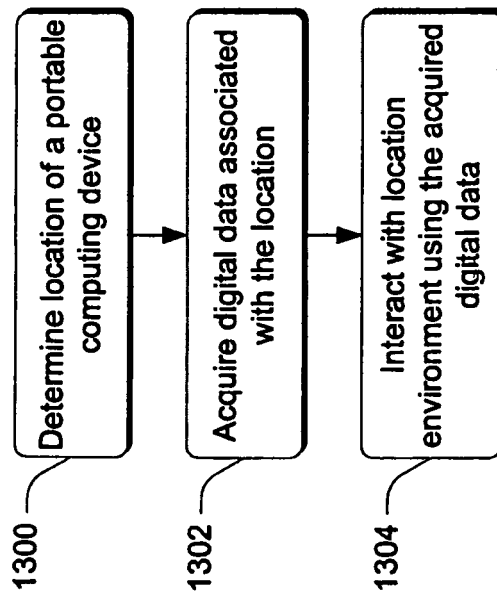 1300
Determine location of a portable
computing device
1302
Acquire digital data associated
with the location
1304
Interact with location
environment using the acquired
digital data